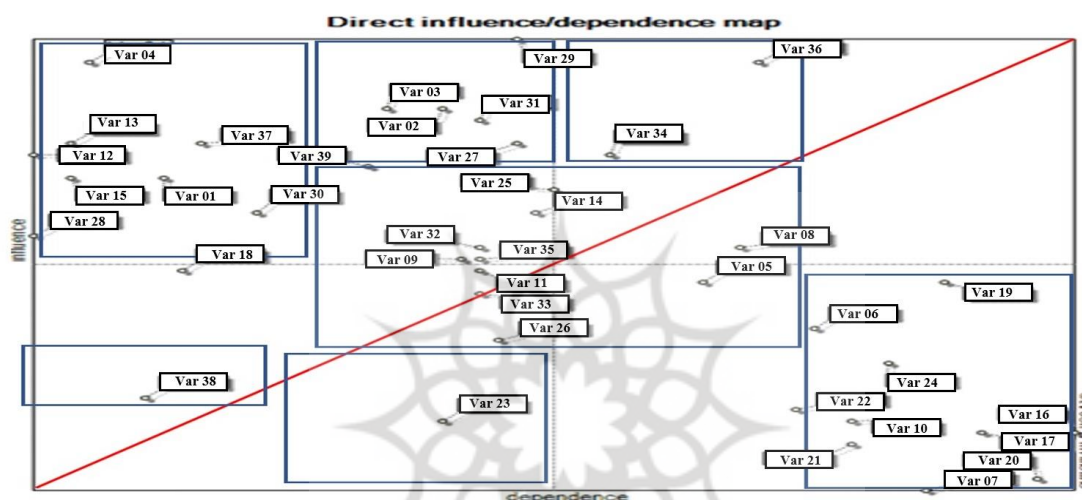 Direct influence/dependence map
Var 04
Var 29
Var 36
Var 03
Var 31
Var 02
Var 13
Var 37
Var 34
Var 12
Var 39
Var 27
Var 25
Var 15
Var 01
Var 30
Var 14
Var 28
influence
Var 32
Var 08
Var 18
Var 09
Var 35
Var 05
Var 11
Var 19
Var 33
Var 06
Var 26
Var 38
Var 24
Var 23
Var 22
Var 16
Var 10
Var 17
Var 21
Var 20
Var 07
dependence